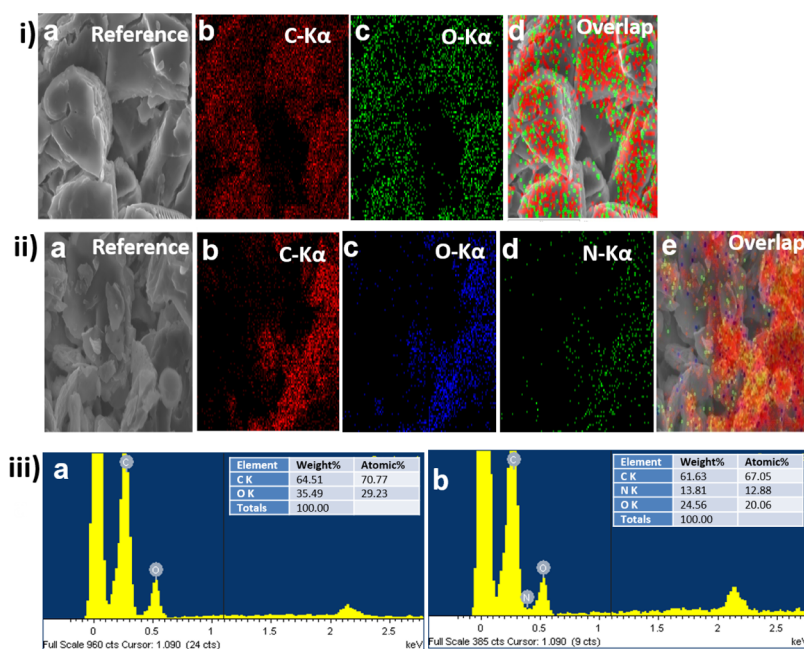 i) a Reference b C-Kα c O-Kα d Overlap
ii) a Reference b C-Kα c O-Kα d N-Kα e Overlap
iii) a
C
O
Element Weight% Atomic%
C K 64.51 70.77
O K 35.49 29.23
Totals 100.00
0 0.5 1 1.5 2 2.5
Full Scale 960 cts Cursor: 1.090 (24 cts) keV
b
C
N
O
Element Weight% Atomic%
C K 61.63 67.05
N K 13.81 12.88
O K 24.56 20.06
Totals 100.00
0 0.5 1 1.5 2 2.5
Full Scale 385 cts Cursor: 1.090 (9 cts) keV